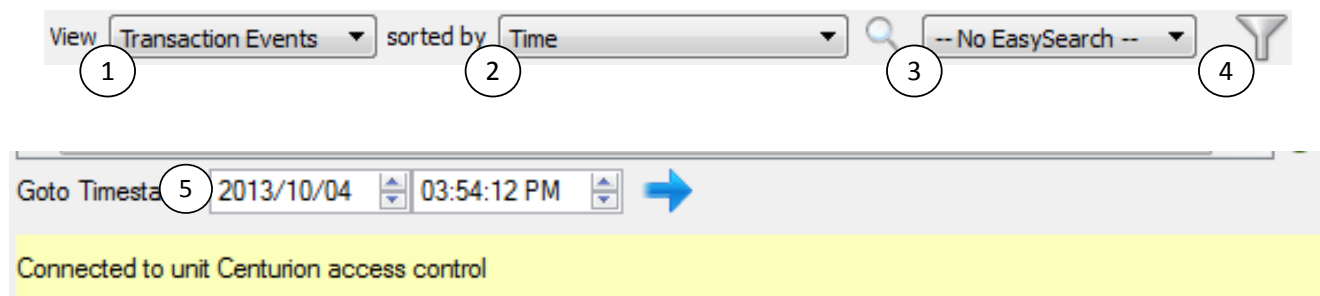 View Transaction Events sorted by Time -- No EasySearch --
1 2 3 4
Goto Timesta 5 2013/10/04 03:54:12 PM
Connected to unit Centurion access control